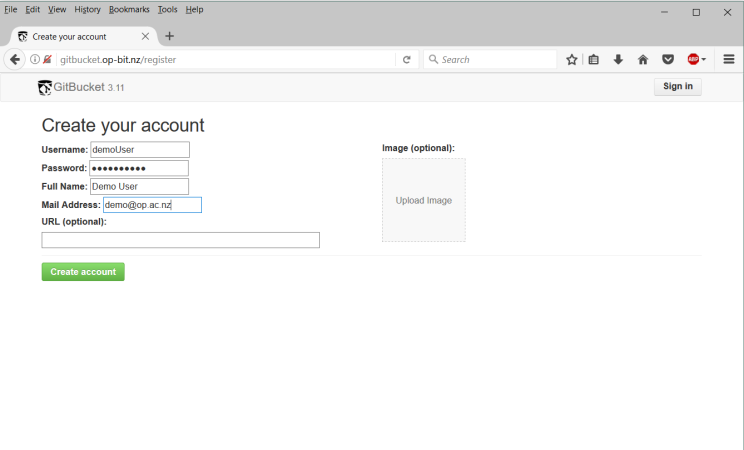 File Edit View History Bookmarks Tools Help
Create your account
gitbucket.op-bit.nz/register
Search
ABP
GitBucket 3.11
Sign in
Create your account
Username: demoUser
Password: ●●●●●●●●●●
Full Name: Demo User
Mail Address: demo@op.ac.nz
URL (optional):
Image (optional):
Upload Image
Create account